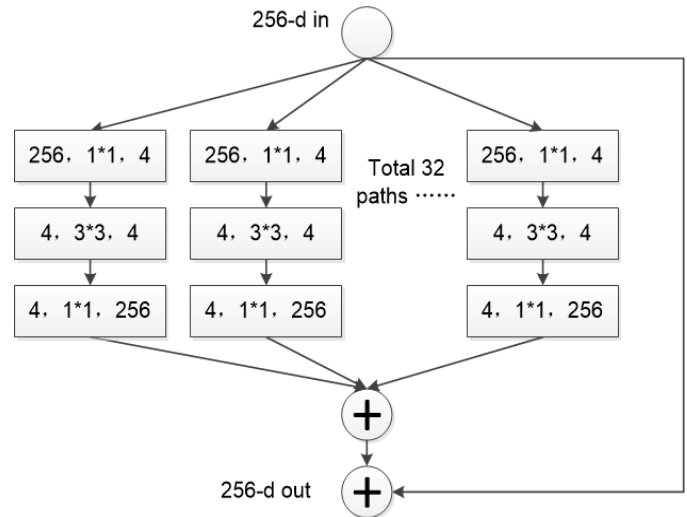 256-d in
256，1*1，4
256，1*1，4
Total 32
paths ……
256，1*1，4
4，3*3，4
4，3*3，4
4，3*3，4
4，1*1，256
4，1*1，256
4，1*1，256
+
256-d out
+